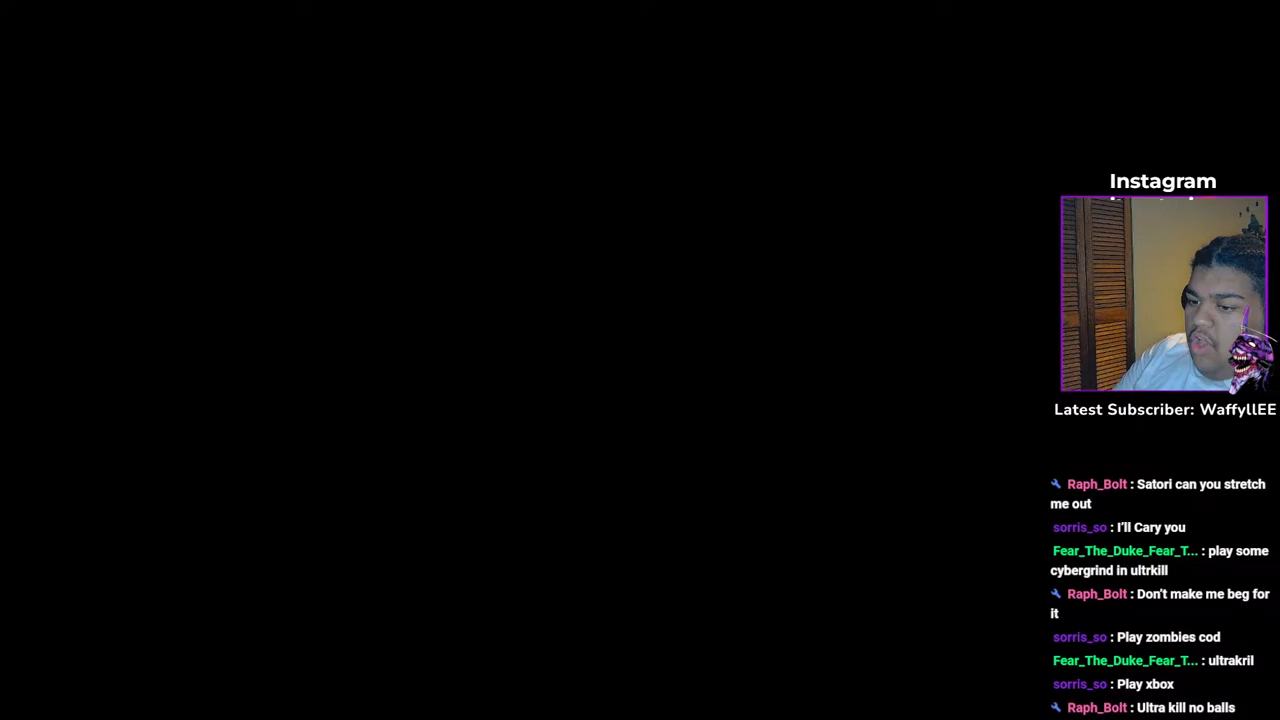 Instagram
Latest Subscriber: WaffyllEE
Raph_Bolt : Satori can you stretch
me out
sorris_so : I'll Cary you
Fear_The_Duke_Fear_T... : play some
cybergrind in ultrkill
Raph_Bolt : Don't make me beg for
it
sorris_so : Play zombies cod
Fear_The_Duke_Fear_T... : ultrakril
sorris_so : Play xbox
Raph_Bolt : Ultra kill no balls